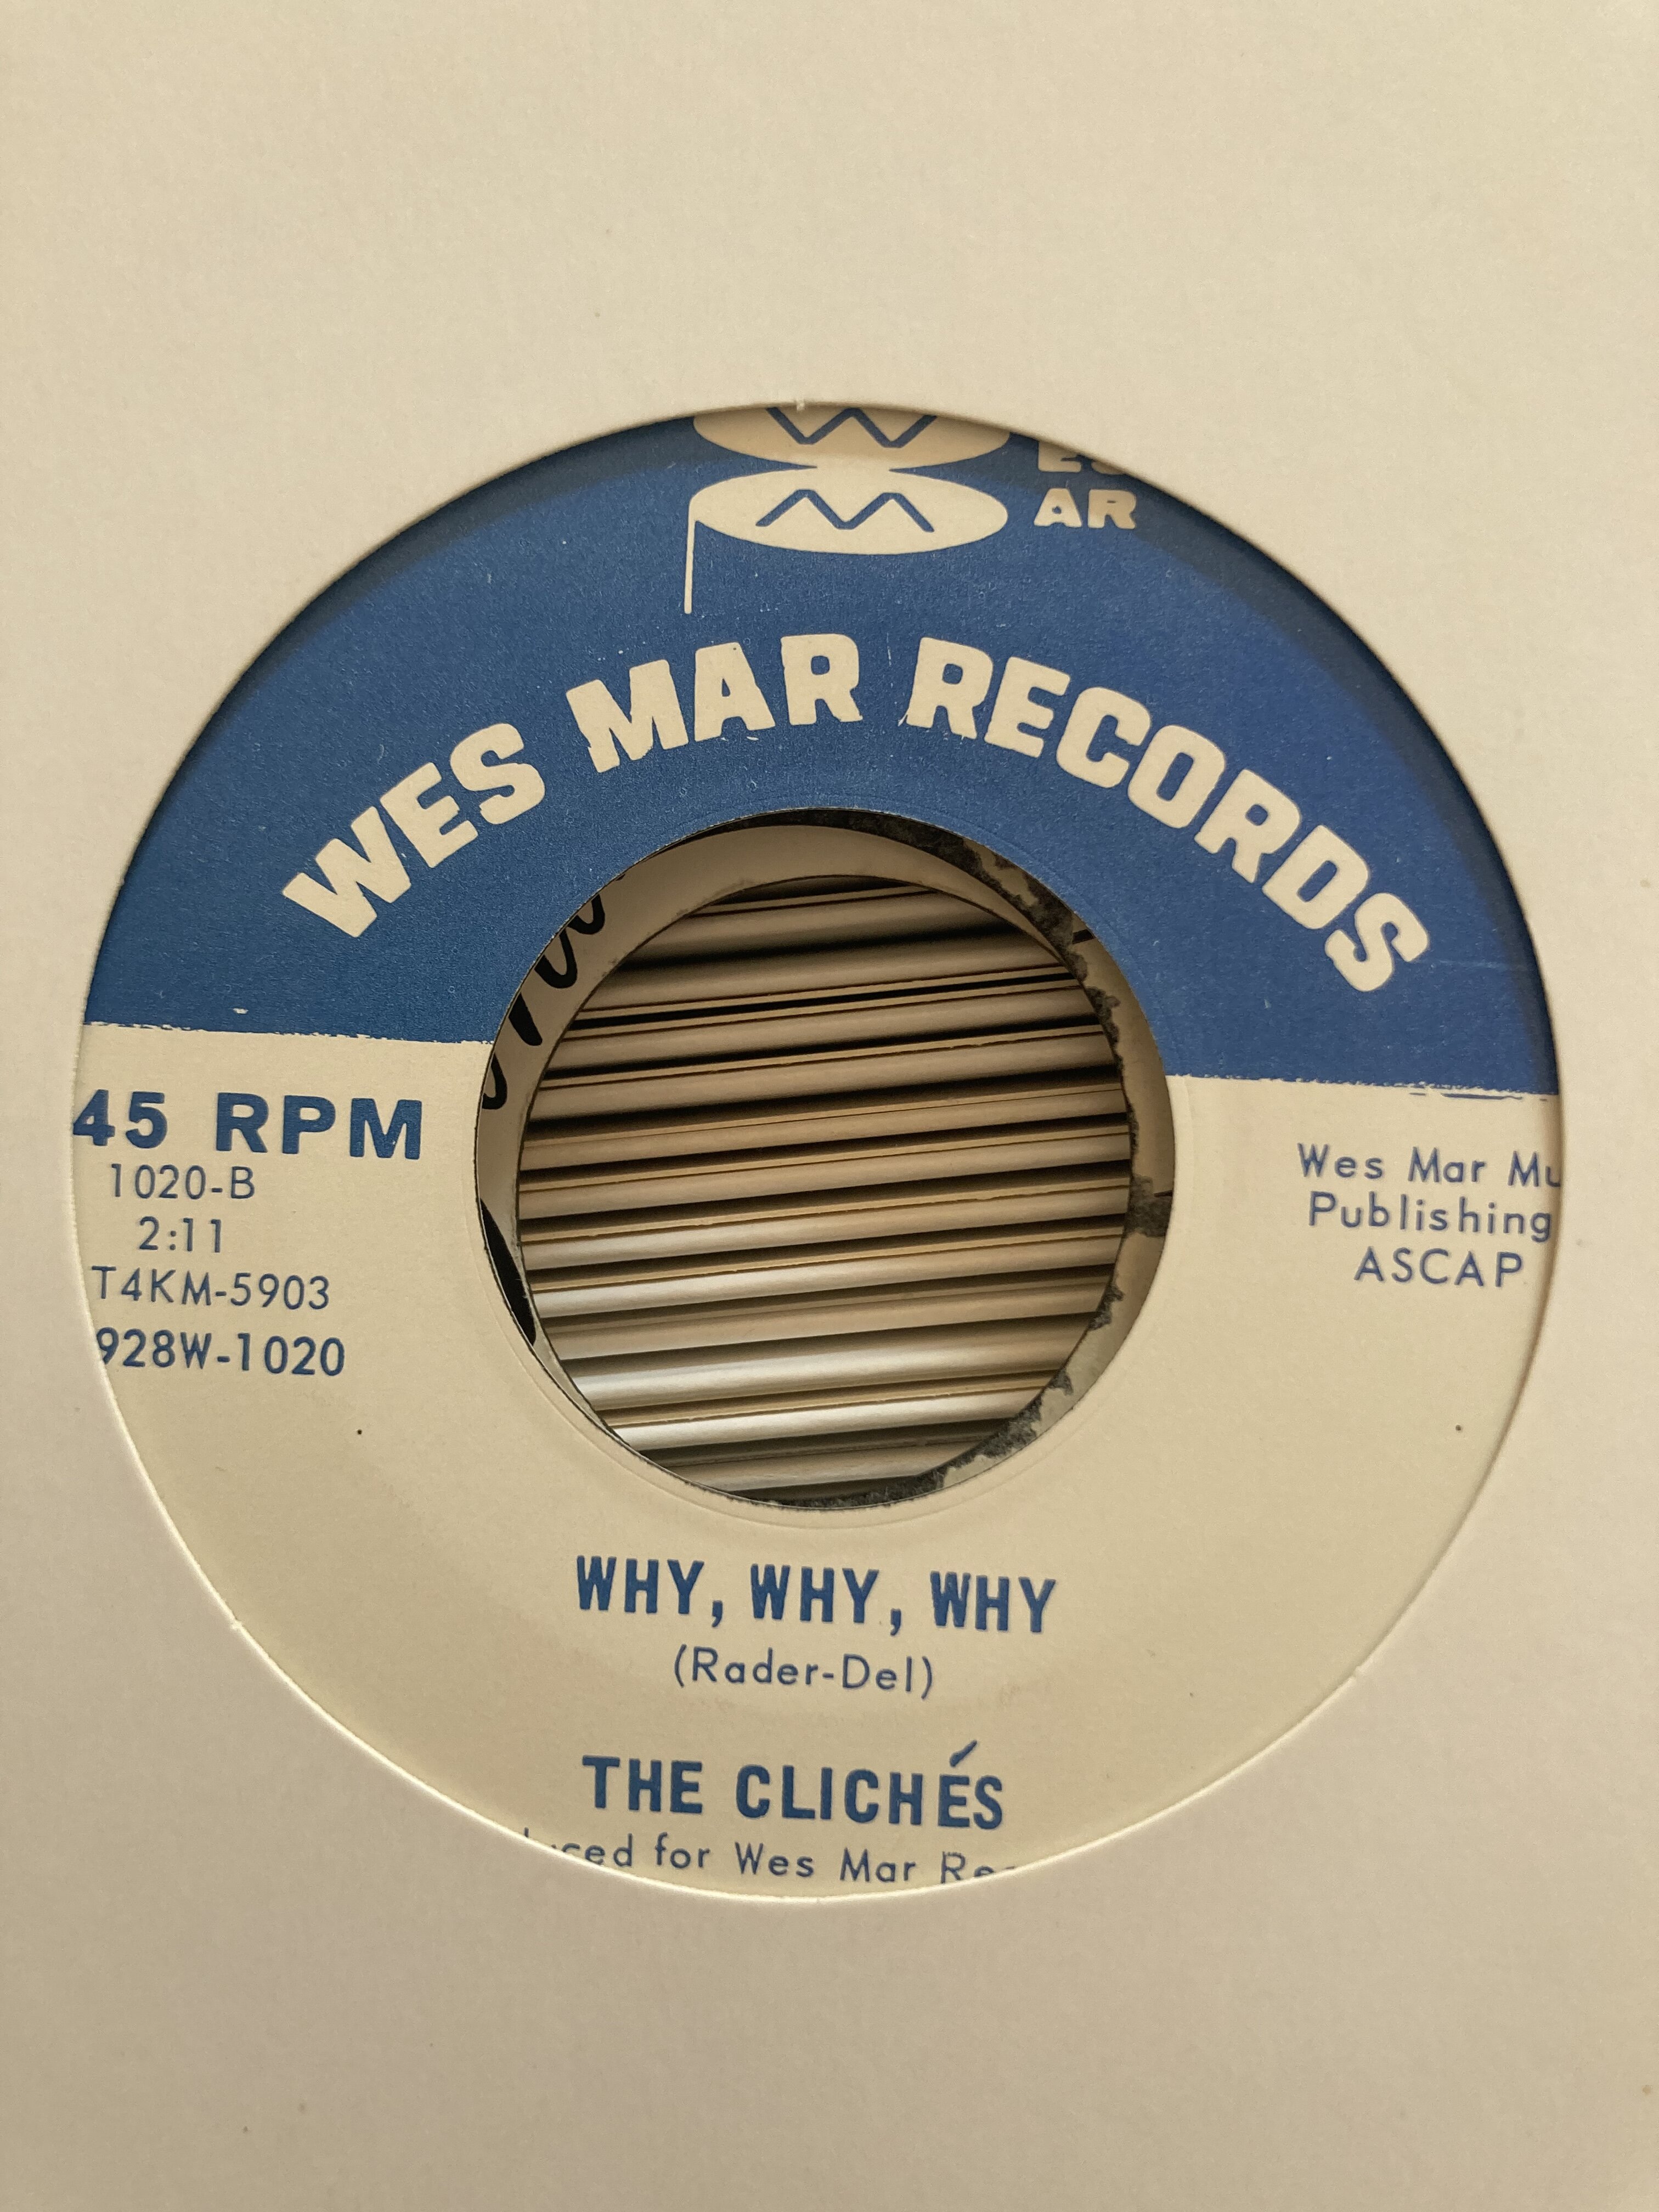 W
M
AR
WES MAR RECORDS
45 RPM
1020-B
2:11
T4KM-5903
928W-1020
Wes Mar
Publishing
ASCAP
WHY, WHY, WHY
(Rader-Del)
THE CLICHÉS
for Wes Mar